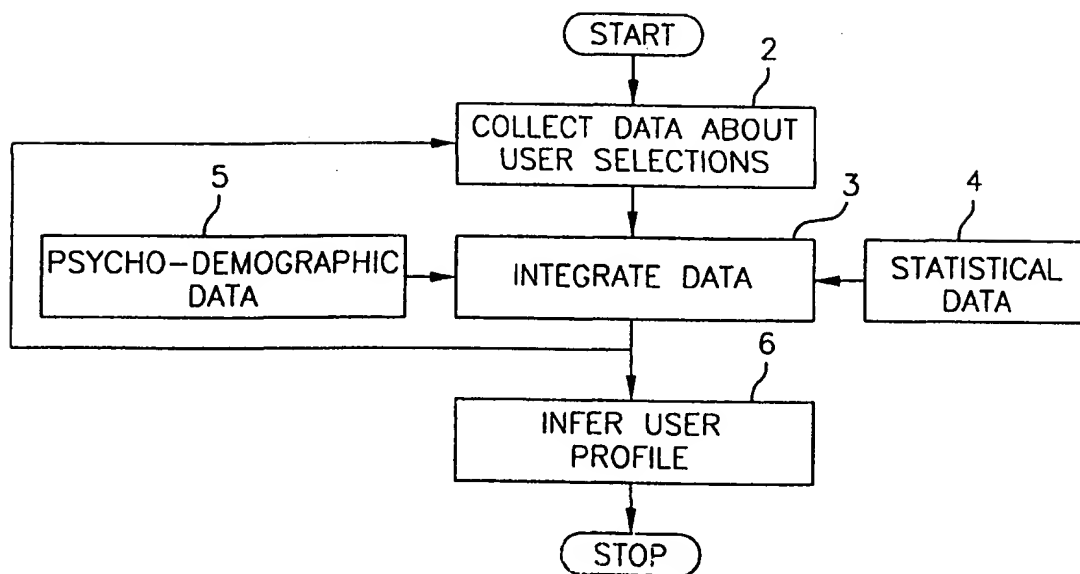 START
2
COLLECT DATA ABOUT
USER SELECTIONS
5
3
4
PSYCHO-DEMOGRAPHIC
DATA
INTEGRATE DATA
STATISTICAL
DATA
6
INFER USER
PROFILE
STOP